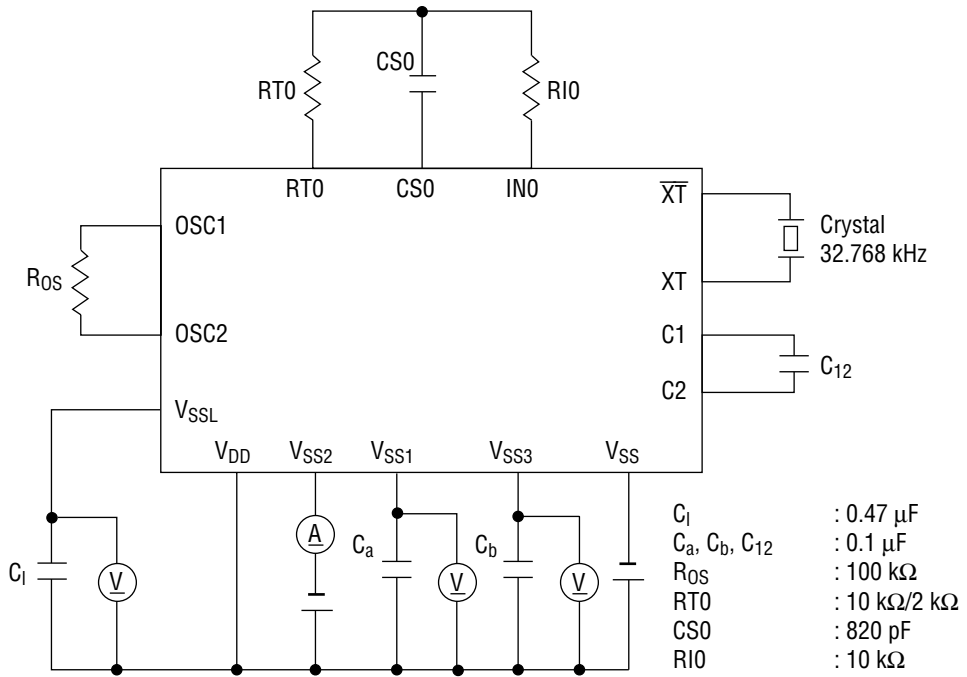 CS0
RT0
RI0
RT0 CS0 IN0
XT
Crystal
32.768 kHz
XT
OSC1
ROS
OSC2
C1
C12
C2
VSSL
VDD VSS2 VSS1 VSS3 VSS
A
Cl V
Ca V
Cb V
Cl : 0.47 μF
Ca, Cb, C12 : 0.1 μF
ROS : 100 kΩ
RT0 : 10 kΩ/2 kΩ
CS0 : 820 pF
RI0 : 10 kΩ